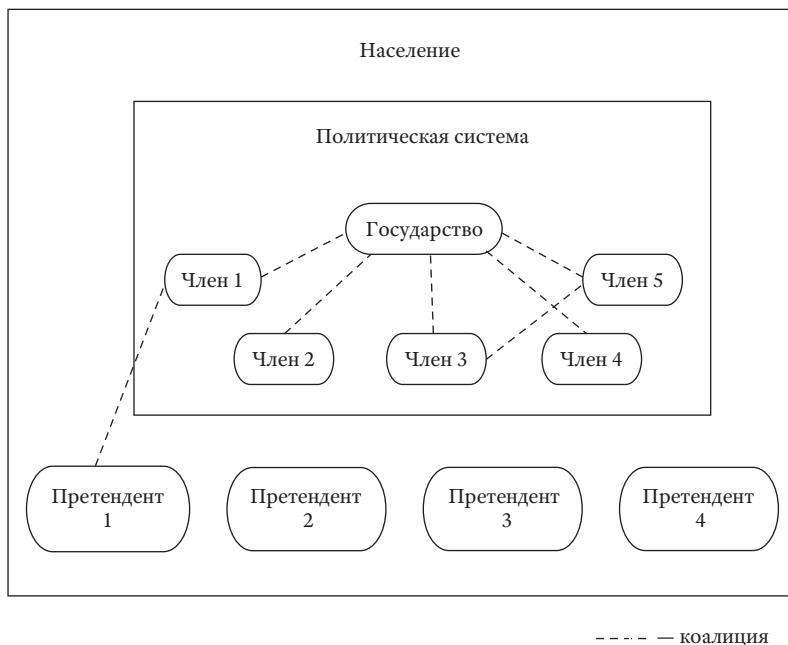 Население
Политическая система
Государство
Член 1
Член 5
Член 2
Член 3
Член 4
Претендент
1
Претендент
2
Претендент
3
Претендент
4
— коалиция